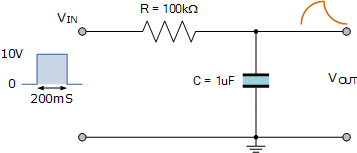 R = 100kΩ
VIN
10V
0
200mS
C = 1uF
VOUT